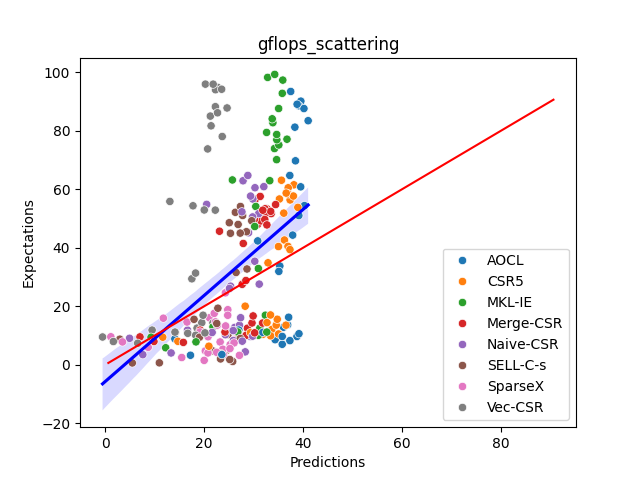 gflops_scattering
Expectations
100
80
60
40
20
0
−20
0
20
40
60
80
Predictions
AOCL
CSR5
MKL-IE
Merge-CSR
Naive-CSR
SELL-C-s
SparseX
Vec-CSR